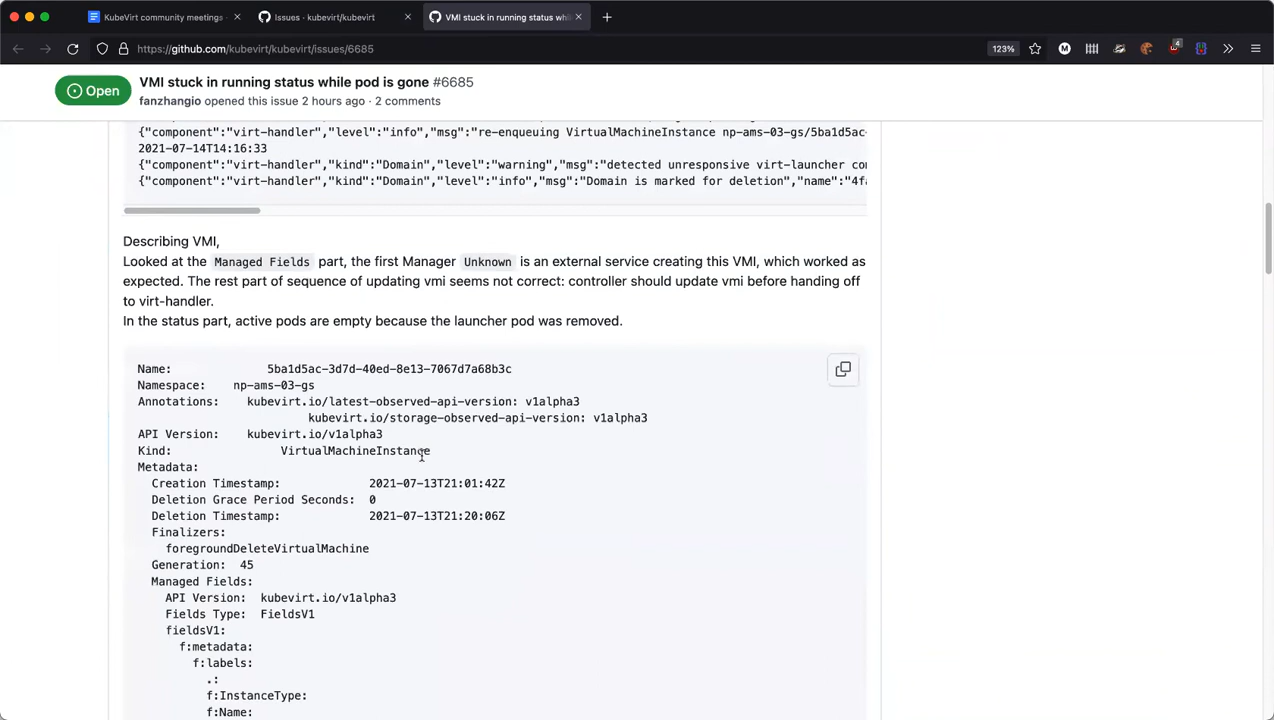 KubeVirt community meetings
Issues · kubevirt/kubevirt
VMI stuck in running status whi
https://github.com/kubevirt/kubevirt/issues/6685
123%
M
4
Open
VMI stuck in running status while pod is gone #6685
fanzhangio opened this issue 2 hours ago · 2 comments
{"component":"virt-handler","level":"info","msg":"re-enqueuing VirtualMachineInstance np-ams-03-gs/5ba1d5ac-
2021-07-14T14:16:33
{"component":"virt-handler","kind":"Domain","level":"warning","msg":"detected unresponsive virt-launcher co
{"component":"virt-handler","kind":"Domain","level":"info","msg":"Domain is marked for deletion","name":"4f
Describing VMI,
Looked at the Managed Fields part, the first Manager Unknown is an external service creating this VMI, which worked as
expected. The rest part of sequence of updating vmi seems not correct: controller should update vmi before handing off
to virt-handler.
In the status part, active pods are empty because the launcher pod was removed.
Name: 5ba1d5ac-3d7d-40ed-8e13-7067d7a68b3c
Namespace: np-ams-03-gs
Annotations: kubevirt.io/latest-observed-api-version: v1alpha3
kubevirt.io/storage-observed-api-version: v1alpha3
API Version: kubevirt.io/v1alpha3
Kind: VirtualMachineInstance
Metadata:
Creation Timestamp: 2021-07-13T21:01:42Z
Deletion Grace Period Seconds: 0
Deletion Timestamp: 2021-07-13T21:20:06Z
Finalizers:
foregroundDeleteVirtualMachine
Generation: 45
Managed Fields:
API Version: kubevirt.io/v1alpha3
Fields Type: FieldsV1
fieldsV1:
f:metadata:
f:labels:
.:
f:InstanceType:
f:Name: